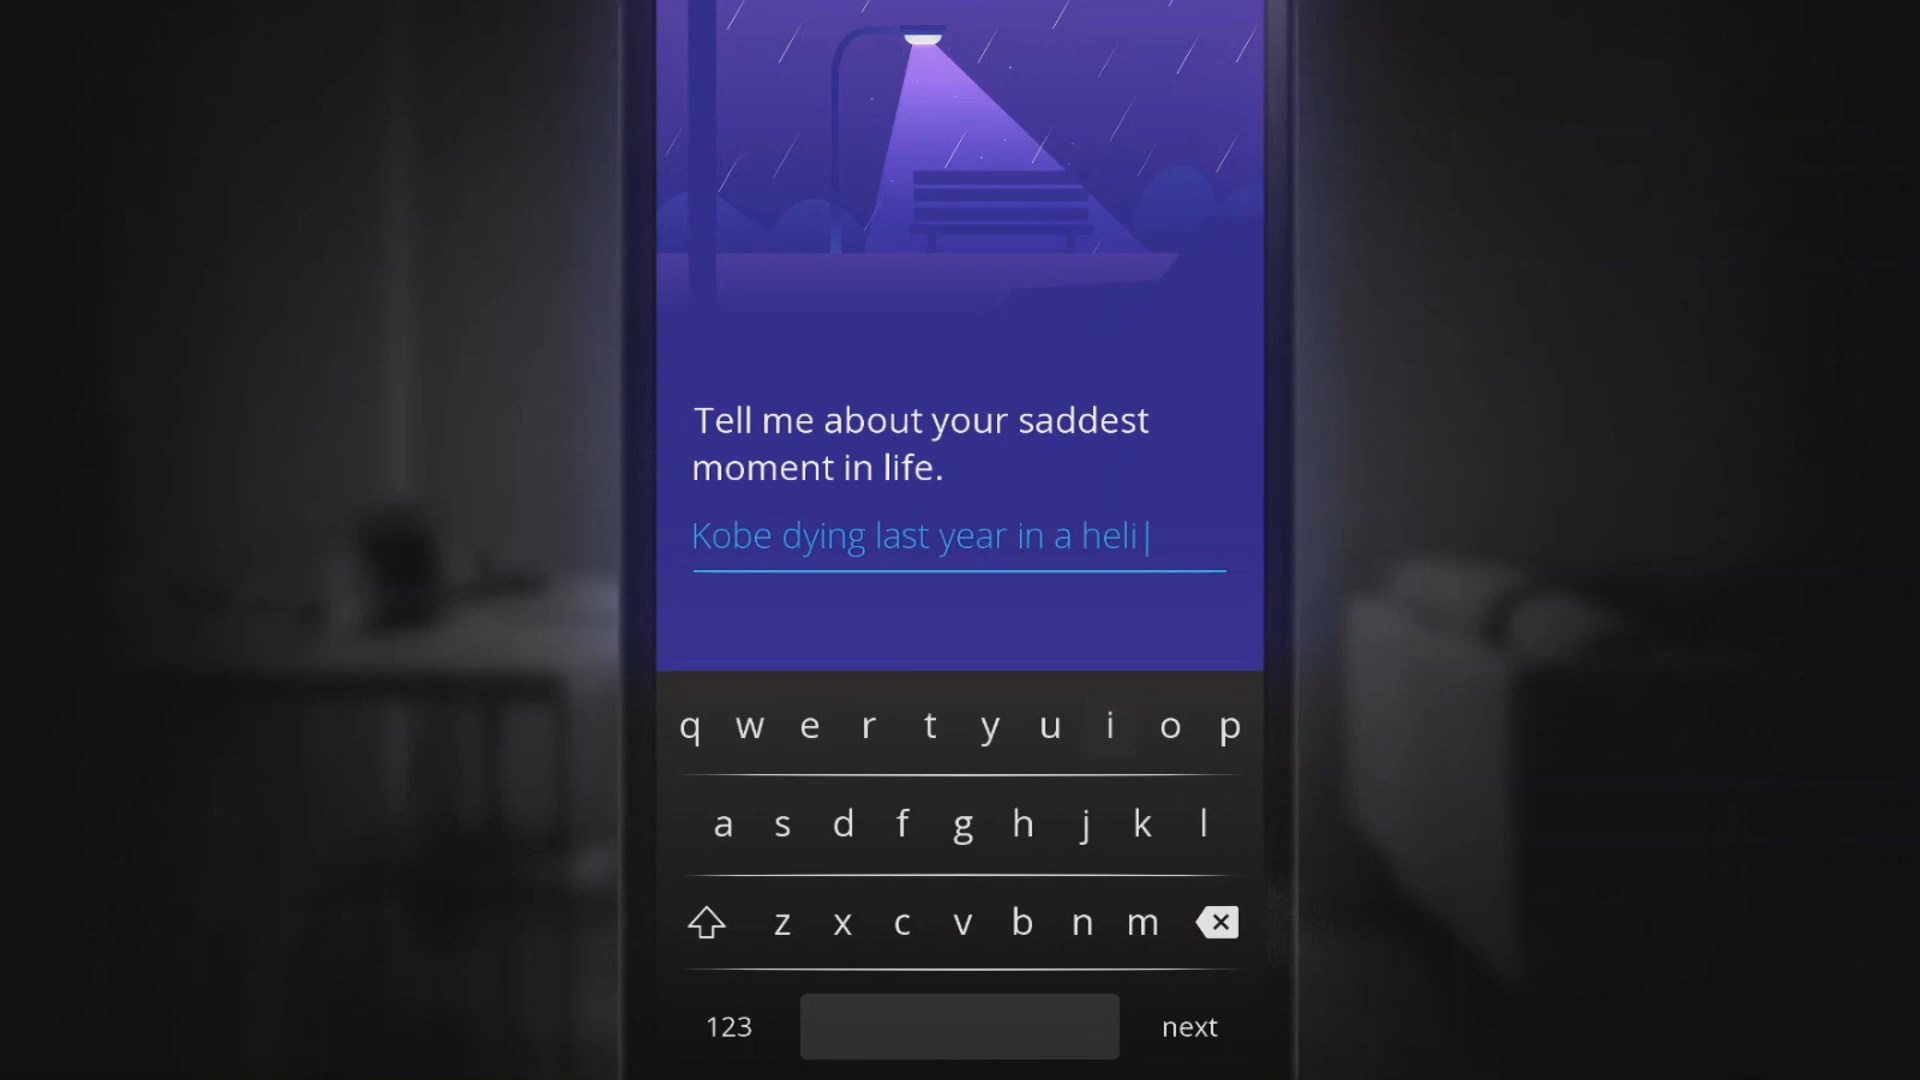 Tell me about your saddest
moment in life.
Kobe dying last year in a heli
q w e r t y u i o p
a s d f g h j k l
z x c v b n m
123 next